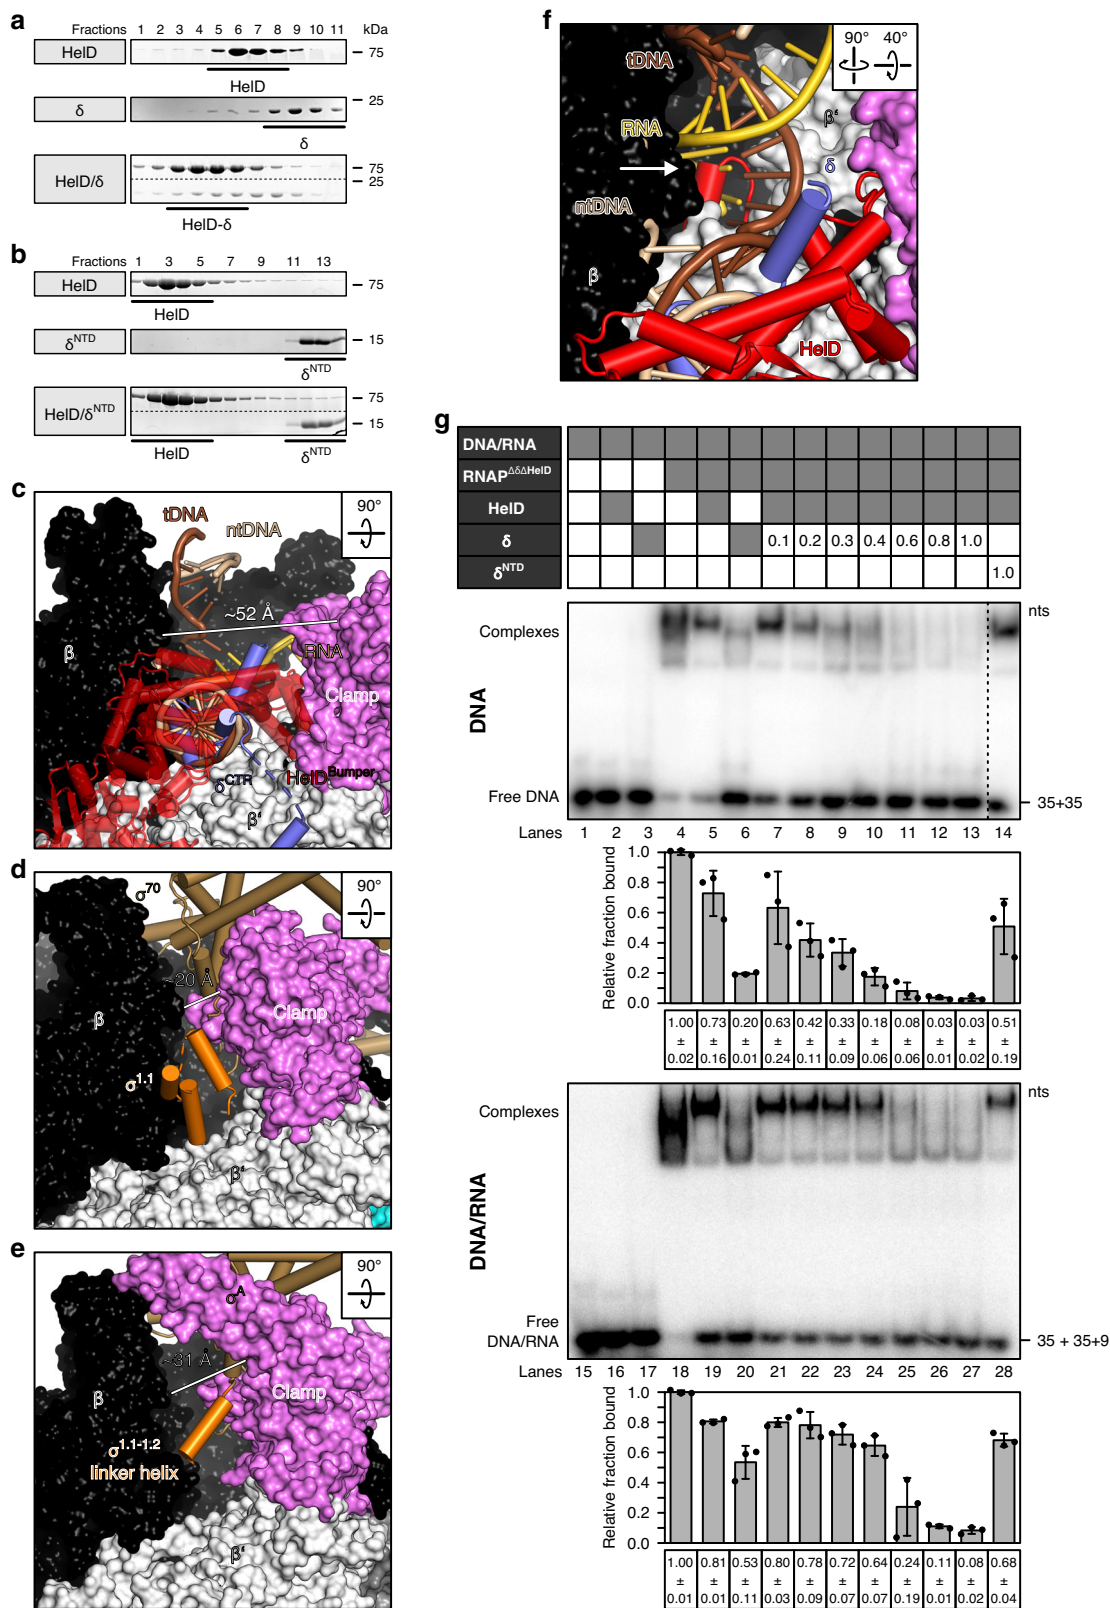 a
Fractions 1 2 3 4 5 6 7 8 9 10 11 kDa
HelD
75
HelD
δ
25
δ
HelD/δ
75
25
HelD-δ
b
Fractions 1 3 5 7 9 11 13
HelD
75
HelD
δNTD
15
δNTD
HelD/δNTD
75
15
HelD δNTD
c
90°
tDNA
ntDNA
~52 Å
β
RNA
Clamp
HelDBumper
δCTR
β‘
d
90°
σ70
~20 Å
β
Clamp
σ1.1
β‘
e
90°
σA
~31 Å
β
Clamp
σ1.1-1.2
linker helix
β‘
f
90° 40°
tDNA
β‘
RNA
δ
ntDNA
β
HelD
g
DNA/RNA
RNAPΔδΔΔHelD
HelD
δ 0.1 0.2 0.3 0.4 0.6 0.8 1.0
δNTD 1.0
nts
Complexes
DNA
Free DNA
35+35
Lanes 1 2 3 4 5 6 7 8 9 10 11 12 13 14
Relative fraction bound
1.0
0.8
0.6
0.4
0.2
0.0
1.00 0.73 0.20 0.63 0.42 0.33 0.18 0.08 0.03 0.03 0.51
± ± ± ± ± ± ± ± ± ± ±
0.02 0.16 0.01 0.24 0.11 0.09 0.06 0.06 0.01 0.02 0.19
nts
Complexes
DNA/RNA
Free
DNA/RNA
35 + 35+9
Lanes 15 16 17 18 19 20 21 22 23 24 25 26 27 28
Relative fraction bound
1.0
0.8
0.6
0.4
0.2
0.0
1.00 0.81 0.53 0.80 0.78 0.72 0.64 0.24 0.11 0.08 0.68
± ± ± ± ± ± ± ± ± ± ±
0.01 0.01 0.11 0.03 0.09 0.07 0.07 0.19 0.01 0.02 0.04